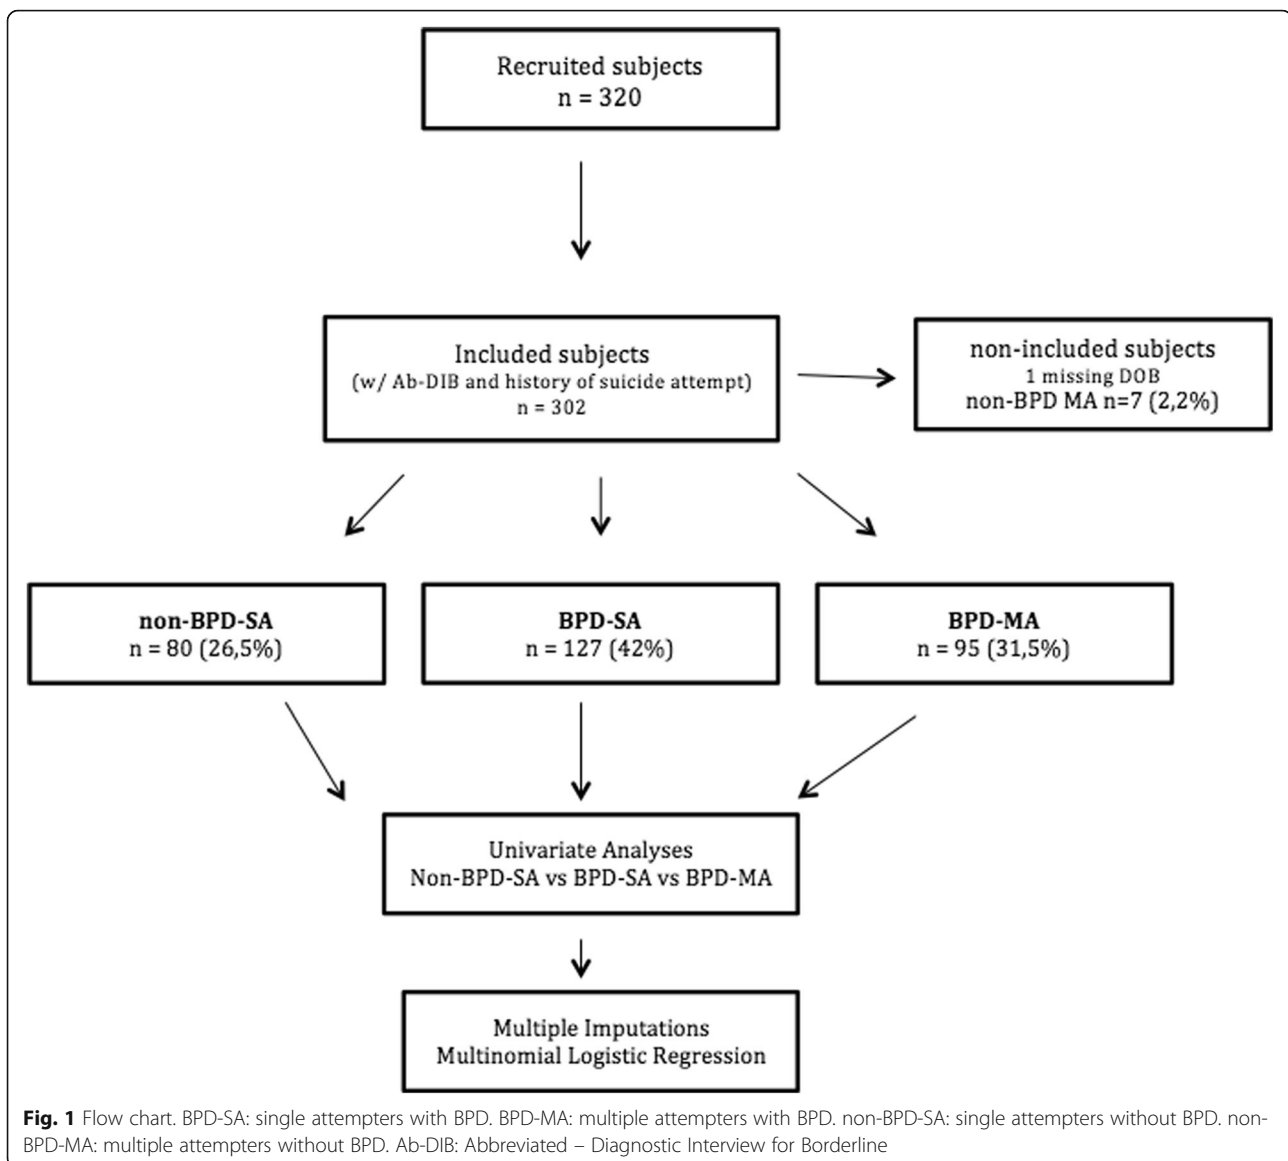 Recruited subjects
n = 320
Included subjects
(w/ Ab-DIB and history of suicide attempt)
n = 302
non-included subjects
1 missing DOB
non-BPD MA n=7 (2,2%)
non-BPD-SA
n = 80 (26,5%)
BPD-SA
n = 127 (42%)
BPD-MA
n = 95 (31,5%)
Univariate Analyses
Non-BPD-SA vs BPD-SA vs BPD-MA
Multiple Imputations
Multinomial Logistic Regression
Fig. 1 Flow chart. BPD-SA: single attempters with BPD. BPD-MA: multiple attempters with BPD. non-BPD-SA: single attempters without BPD. non-
BPD-MA: multiple attempters without BPD. Ab-DIB: Abbreviated – Diagnostic Interview for Borderline